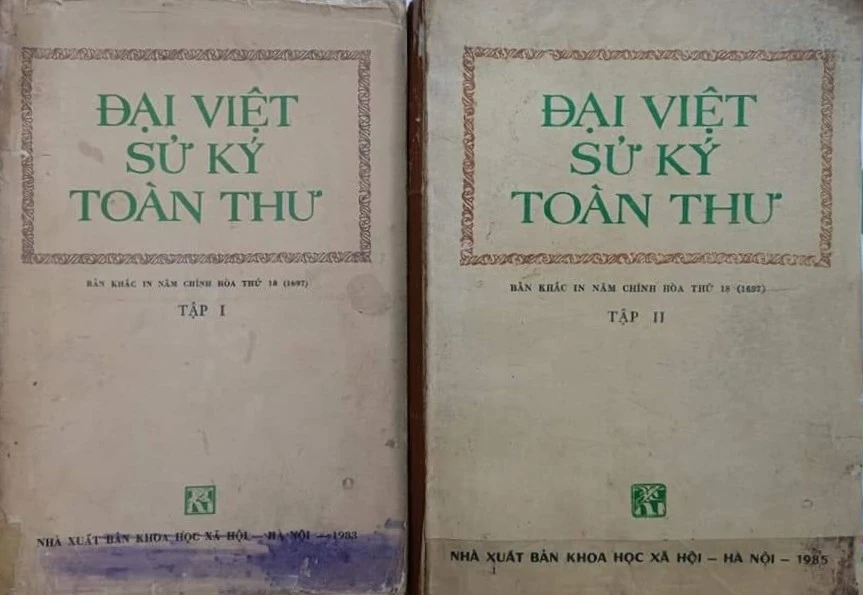 ĐẠI VIỆT
SỬ KÝ
TOÀN THƯ
BẢN KHẮC IN NĂM CHÍNH HÒA THỨ 18 (1697)
TẬP I
NHÀ XUẤT BẢN KHOA HỌC XÃ HỘI — HÀ NỘI — 1983
ĐẠI VIỆT
SỬ KÝ
TOÀN THƯ
BẢN KHẮC IN NĂM CHÍNH HÒA THỨ 18 (1697)
TẬP II
NHÀ XUẤT BẢN KHOA HỌC XÃ HỘI – HÀ NỘI – 1985